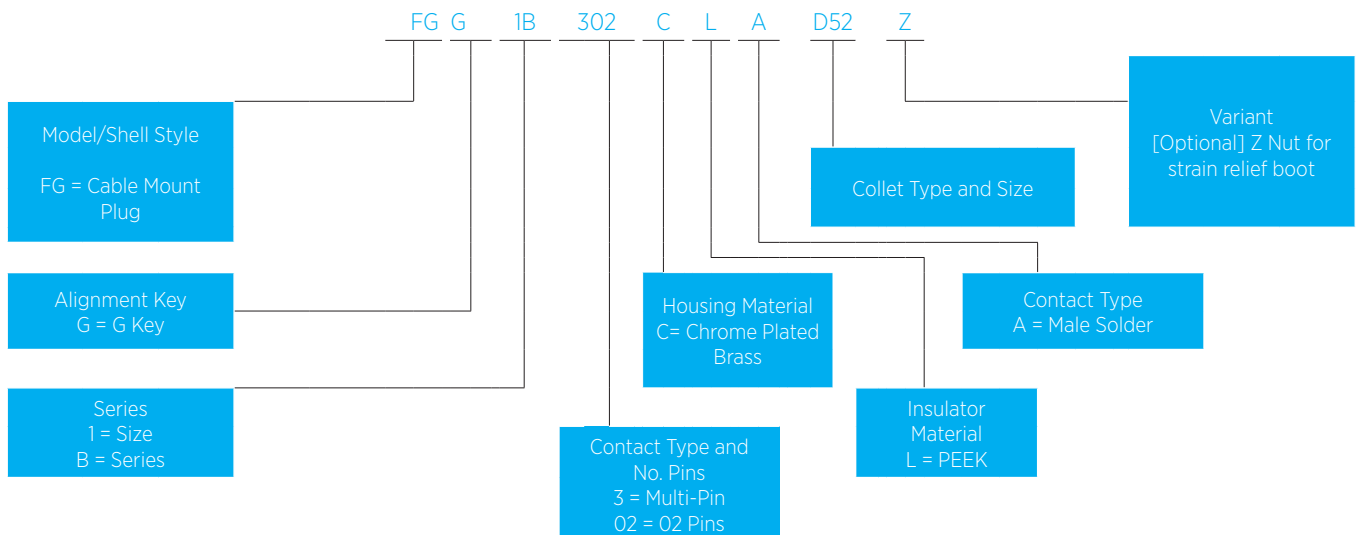 FG G 1B 302 C L A D52 Z
Model/Shell Style
FG = Cable Mount
Plug
Alignment Key
G = G Key
Series
1 = Size
B = Series
Contact Type and
No. Pins
3 = Multi-Pin
02 = 02 Pins
Housing Material
C= Chrome Plated
Brass
Insulator
Material
L = PEEK
Contact Type
A = Male Solder
Collet Type and Size
Variant
[Optional] Z Nut for
strain relief boot